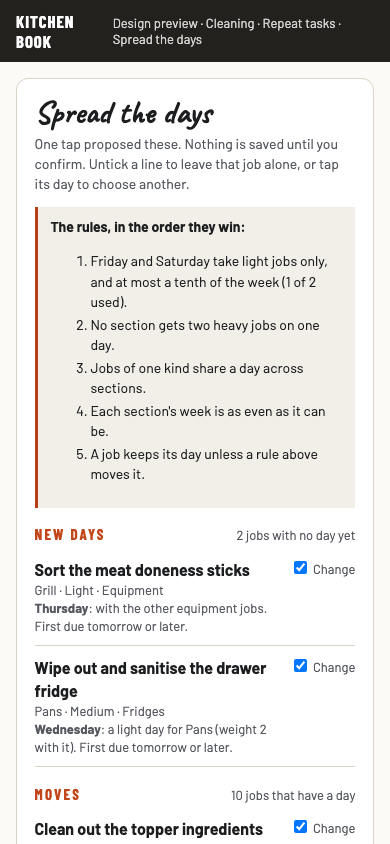 KITCHEN
BOOK
Design preview · Cleaning · Repeat tasks ·
Spread the days
Spread the days
One tap proposed these. Nothing is saved until you
confirm. Untick a line to leave that job alone, or tap
its day to choose another.
The rules, in the order they win:
1. Friday and Saturday take light jobs only,
and at most a tenth of the week (1 of 2
used).
2. No section gets two heavy jobs on one
day.
3. Jobs of one kind share a day across
sections.
4. Each section's week is as even as it can
be.
5. A job keeps its day unless a rule above
moves it.
NEW DAYS 2 jobs with no day yet
Sort the meat doneness sticks Change
Grill · Light · Equipment
Thursday: with the other equipment jobs.
First due tomorrow or later.
Wipe out and sanitise the drawer Change
fridge
Pans · Medium · Fridges
Wednesday: a light day for Pans (weight 2
with it). First due tomorrow or later.
MOVES 10 jobs that have a day
Clean out the topper ingredients Change